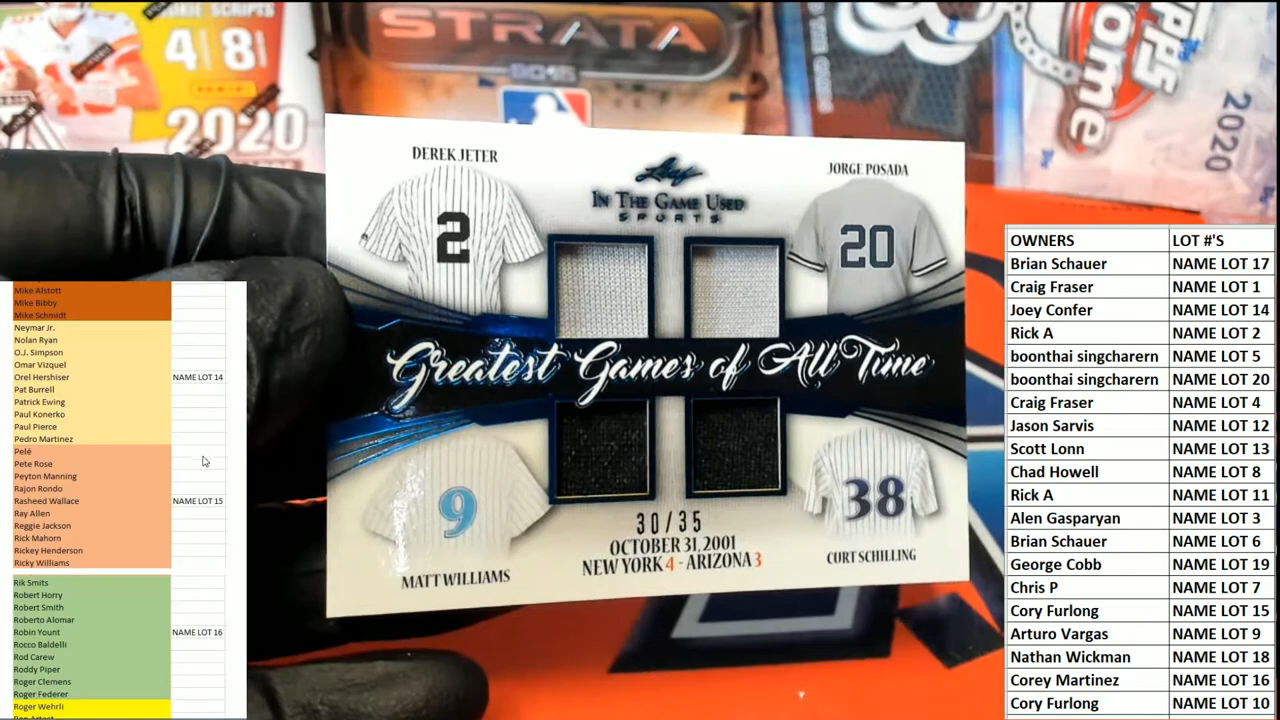 SCRIPTS
4|8
PANINI
2020
STRATA
2016
2020
DEREK JETER
2
Leaf
IN THE GAME USED
SPORTS
JORGE POSADA
20
Greatest Games of All Time
9
MATT WILLIAMS
30/35
OCTOBER 31, 2001
NEW YORK 4 - ARIZONA 3
38
CURT SCHILLING
Mike Alstott
Mike Bibby
Mike Schmidt
Neymar Jr.
Nolan Ryan
O.J. Simpson
Omar Vizquel
Orel Hershiser NAME LOT 14
Pat Burrell
Patrick Ewing
Paul Konerko
Paul Pierce
Pedro Martinez
Pelé
Pete Rose
Peyton Manning
Rajon Rondo
Rasheed Wallace NAME LOT 15
Ray Allen
Reggie Jackson
Rick Mahorn
Rickey Henderson
Ricky Williams
Rik Smits
Robert Horry
Robert Smith
Roberto Alomar
Robin Yount NAME LOT 16
Rocco Baldelli
Rod Carew
Roddy Piper
Roger Clemens
Roger Federer
Roger Wehrli
OWNERS LOT #'S
Brian Schauer NAME LOT 17
Craig Fraser NAME LOT 1
Joey Confer NAME LOT 14
Rick A NAME LOT 2
boonthai singcharern NAME LOT 5
boonthai singcharern NAME LOT 20
Craig Fraser NAME LOT 4
Jason Sarvis NAME LOT 12
Scott Lonn NAME LOT 13
Chad Howell NAME LOT 8
Rick A NAME LOT 11
Alen Gasparyan NAME LOT 3
Brian Schauer NAME LOT 6
George Cobb NAME LOT 19
Chris P NAME LOT 7
Cory Furlong NAME LOT 15
Arturo Vargas NAME LOT 9
Nathan Wickman NAME LOT 18
Corey Martinez NAME LOT 16
Cory Furlong NAME LOT 10